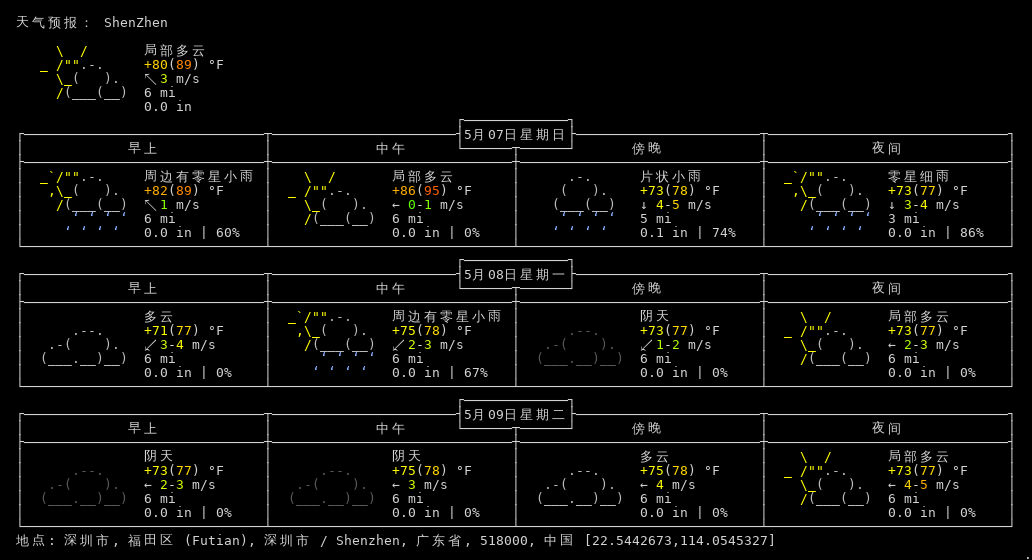 天气预报： ShenZhen
局部多云
+80(89) °F
↖ 3 m/s
6 mi
0.0 in
5月07日星期日
早上 中午 傍晚 夜间
周边有零星小雨 局部多云 片状小雨 零星细雨
+82(89) °F +86(95) °F +73(78) °F +73(77) °F
↖ 1 m/s ← 0-1 m/s ↓ 4-5 m/s ↓ 3-4 m/s
6 mi 6 mi 5 mi 3 mi
0.0 in | 60% 0.0 in | 0% 0.1 in | 74% 0.0 in | 86%
5月08日星期一
早上 中午 傍晚 夜间
多云 周边有零星小雨 阴天 局部多云
+71(77) °F +75(78) °F +73(77) °F +73(77) °F
↙ 3-4 m/s ↙ 2-3 m/s ↙ 1-2 m/s ← 2-3 m/s
6 mi 6 mi 6 mi 6 mi
0.0 in | 0% 0.0 in | 67% 0.0 in | 0% 0.0 in | 0%
5月09日星期二
早上 中午 傍晚 夜间
阴天 阴天 多云 局部多云
+73(77) °F +75(78) °F +75(78) °F +73(77) °F
← 2-3 m/s ← 3 m/s ← 4 m/s ← 4-5 m/s
6 mi 6 mi 6 mi 6 mi
0.0 in | 0% 0.0 in | 0% 0.0 in | 0% 0.0 in | 0%
地点: 深圳市, 福田区 (Futian), 深圳市 / Shenzhen, 广东省, 518000, 中国 [22.5442673,114.0545327]